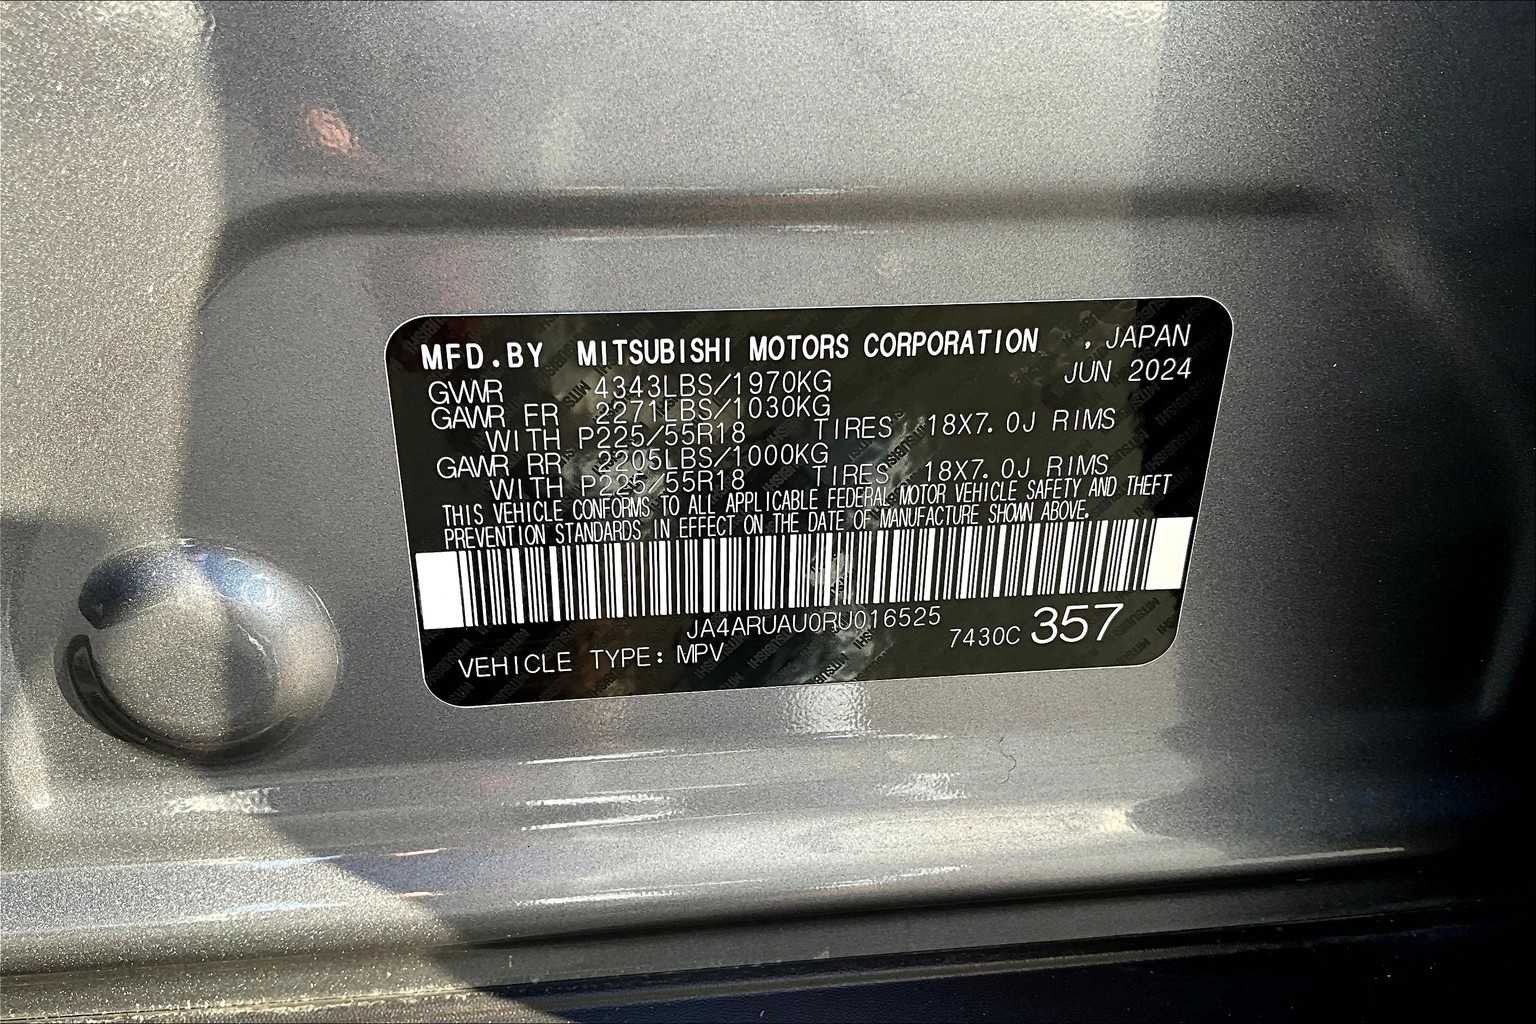 MFD.BY MITSUBISHI MOTORS CORPORATION , JAPAN
JUN 2024
GVWR 4343LBS/1970KG
GAWR FR 2271LBS/1030KG
WITH P225/55R18 TIRES, 18X7.0J RIMS
GAWR RR 2205LBS/1000KG
WITH P225/55R18 TIRES, 18X7.0J RIMS
THIS VEHICLE CONFORMS TO ALL APPLICABLE FEDERAL MOTOR VEHICLE SAFETY AND THEFT
PREVENTION STANDARDS IN EFFECT ON THE DATE OF MANUFACTURE SHOWN ABOVE.
JA4ARUAU0RU016525
7430C 357
VEHICLE TYPE: MPV